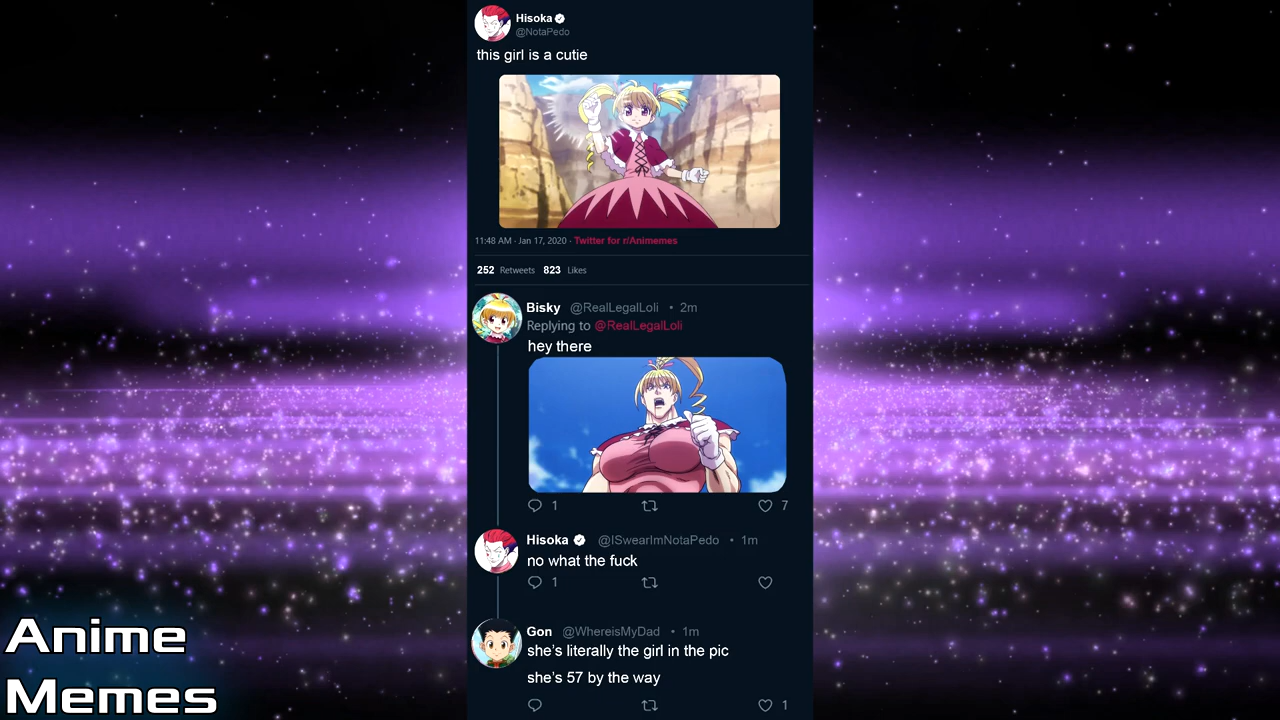 Hisoka
@NotaPedo
this girl is a cutie
11:48 AM · Jan 17, 2020 · Twitter for r/Animemes
252 Retweets 823 Likes
Bisky @RealLegalLoli • 2m
Replying to @RealLegalLoli
hey there
1 7
Hisoka @ISwearImNotaPedo • 1m
no what the fuck
1
Gon @WhereisMyDad • 1m
she's literally the girl in the pic
she's 57 by the way
1
Anime
Memes